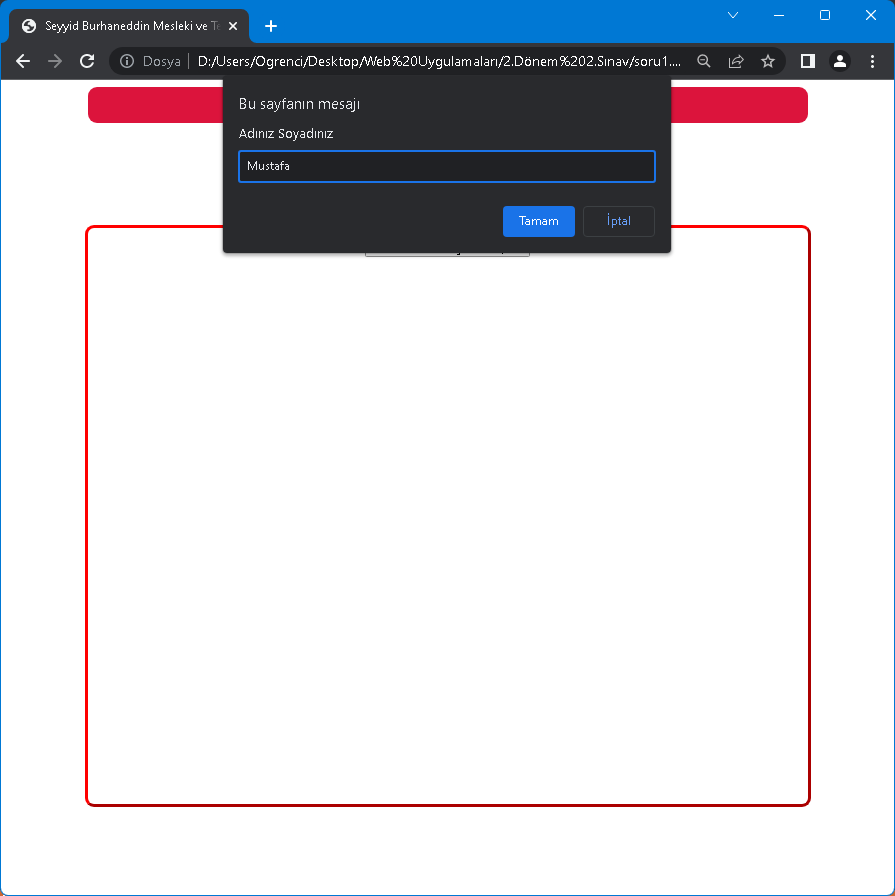 Seyyid Burhaneddin Mesleki ve Te
Dosya D:/Users/Ogrenci/Desktop/Web%20Uygulamaları/2.Dönem%202.Sınav/soru1....
Bu sayfanın mesajı
Adınız Soyadınız
Mustafa
Tamam İptal